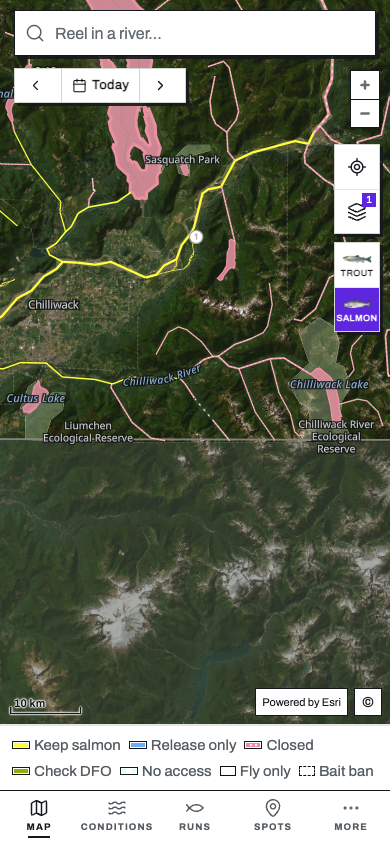 Reel in a river...
Today
1
Sasquatch Park
TROUT
SALMON
Chilliwack
Chilliwack River
Chilliwack Lake
Cultus Lake
Liumchen
Ecological Reserve
Chilliwack River
Ecological
Reserve
10 km
Powered by Esri
©
Keep salmon
Release only
Closed
Check DFO
No access
Fly only
Bait ban
MAP
CONDITIONS
RUNS
SPOTS
MORE